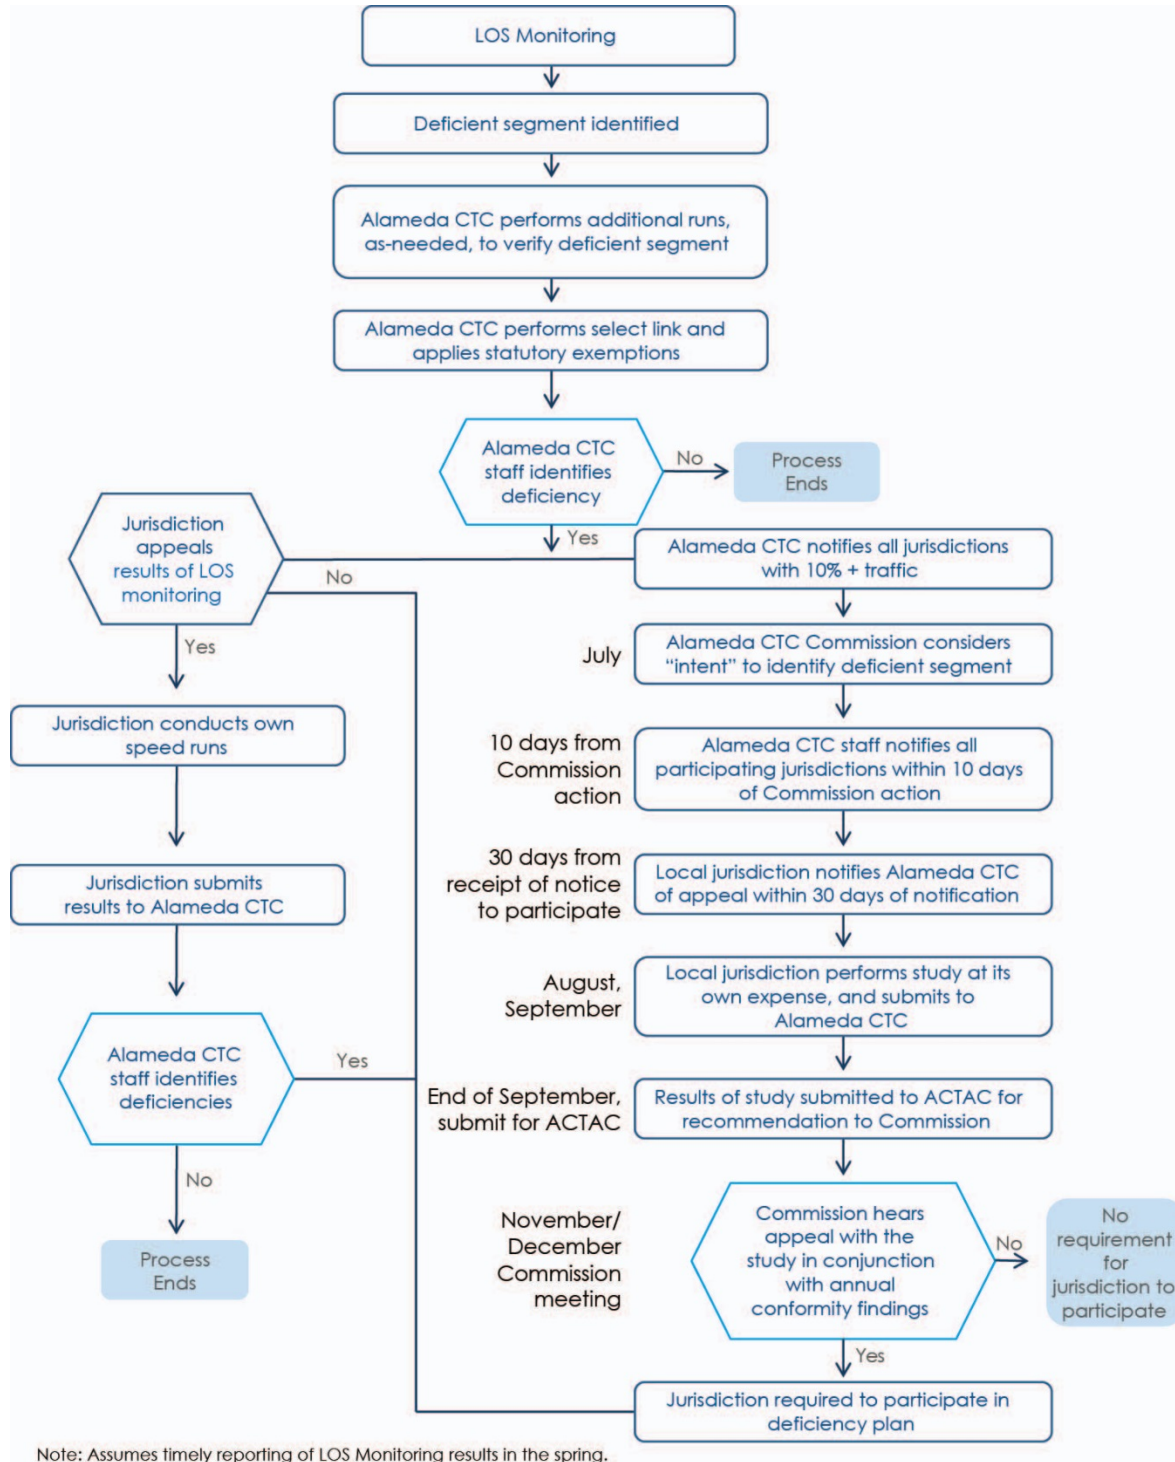 LOS Monitoring
Deficient segment identified
Alameda CTC performs additional runs,
as-needed, to verify deficient segment
Alameda CTC performs select link and
applies statutory exemptions
Alameda CTC
staff identifies
deficiency
No
Process
Ends
Yes
Jurisdiction
appeals
results of LOS
monitoring
No
Yes
Jurisdiction conducts own
speed runs
Jurisdiction submits
results to Alameda CTC
Alameda CTC
staff identifies
deficiencies
Yes
No
Process
Ends
Alameda CTC notifies all jurisdictions
with 10% + traffic
July
Alameda CTC Commission considers
“intent” to identify deficient segment
10 days from
Commission
action
Alameda CTC staff notifies all
participating jurisdictions within 10 days
of Commission action
30 days from
receipt of notice
to participate
Local jurisdiction notifies Alameda CTC
of appeal within 30 days of notification
August,
September
Local jurisdiction performs study at its
own expense, and submits to
Alameda CTC
End of September,
submit for ACTAC
Results of study submitted to ACTAC for
recommendation to Commission
November/
December
Commission
meeting
Commission hears
appeal with the
study in conjunction
with annual
conformity findings
No
No
requirement
for
jurisdiction to
participate
Yes
Jurisdiction required to participate in
deficiency plan
Note: Assumes timely reporting of LOS Monitoring results in the spring.